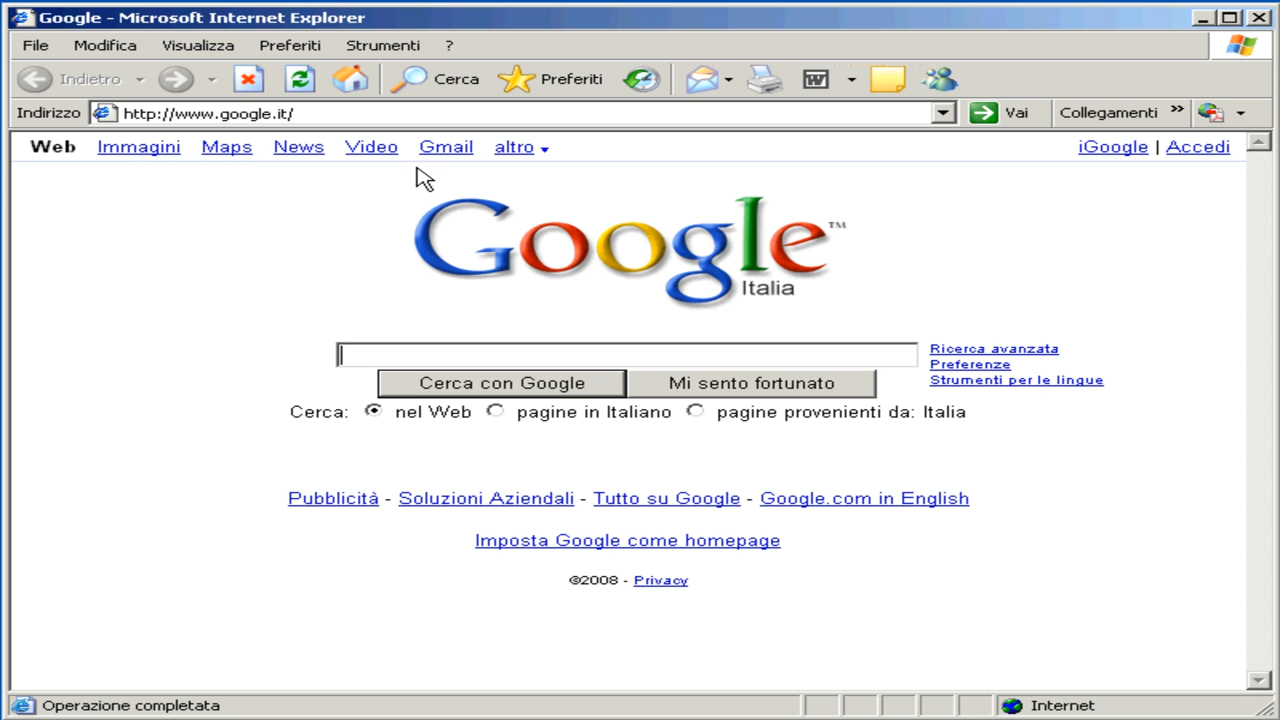 Google - Microsoft Internet Explorer
File Modifica Visualizza Preferiti Strumenti ?
Indietro Cerca Preferiti
Indirizzo http://www.google.it/ Vai Collegamenti »
Web Immagini Maps News Video Gmail altro iGoogle | Accedi
Google™
Italia
Ricerca avanzata
Preferenze
Strumenti per le lingue
Cerca con Google Mi sento fortunato
Cerca: nel Web pagine in Italiano pagine provenienti da: Italia
Pubblicità - Soluzioni Aziendali - Tutto su Google - Google.com in English
Imposta Google come homepage
©2008 - Privacy
Operazione completata Internet